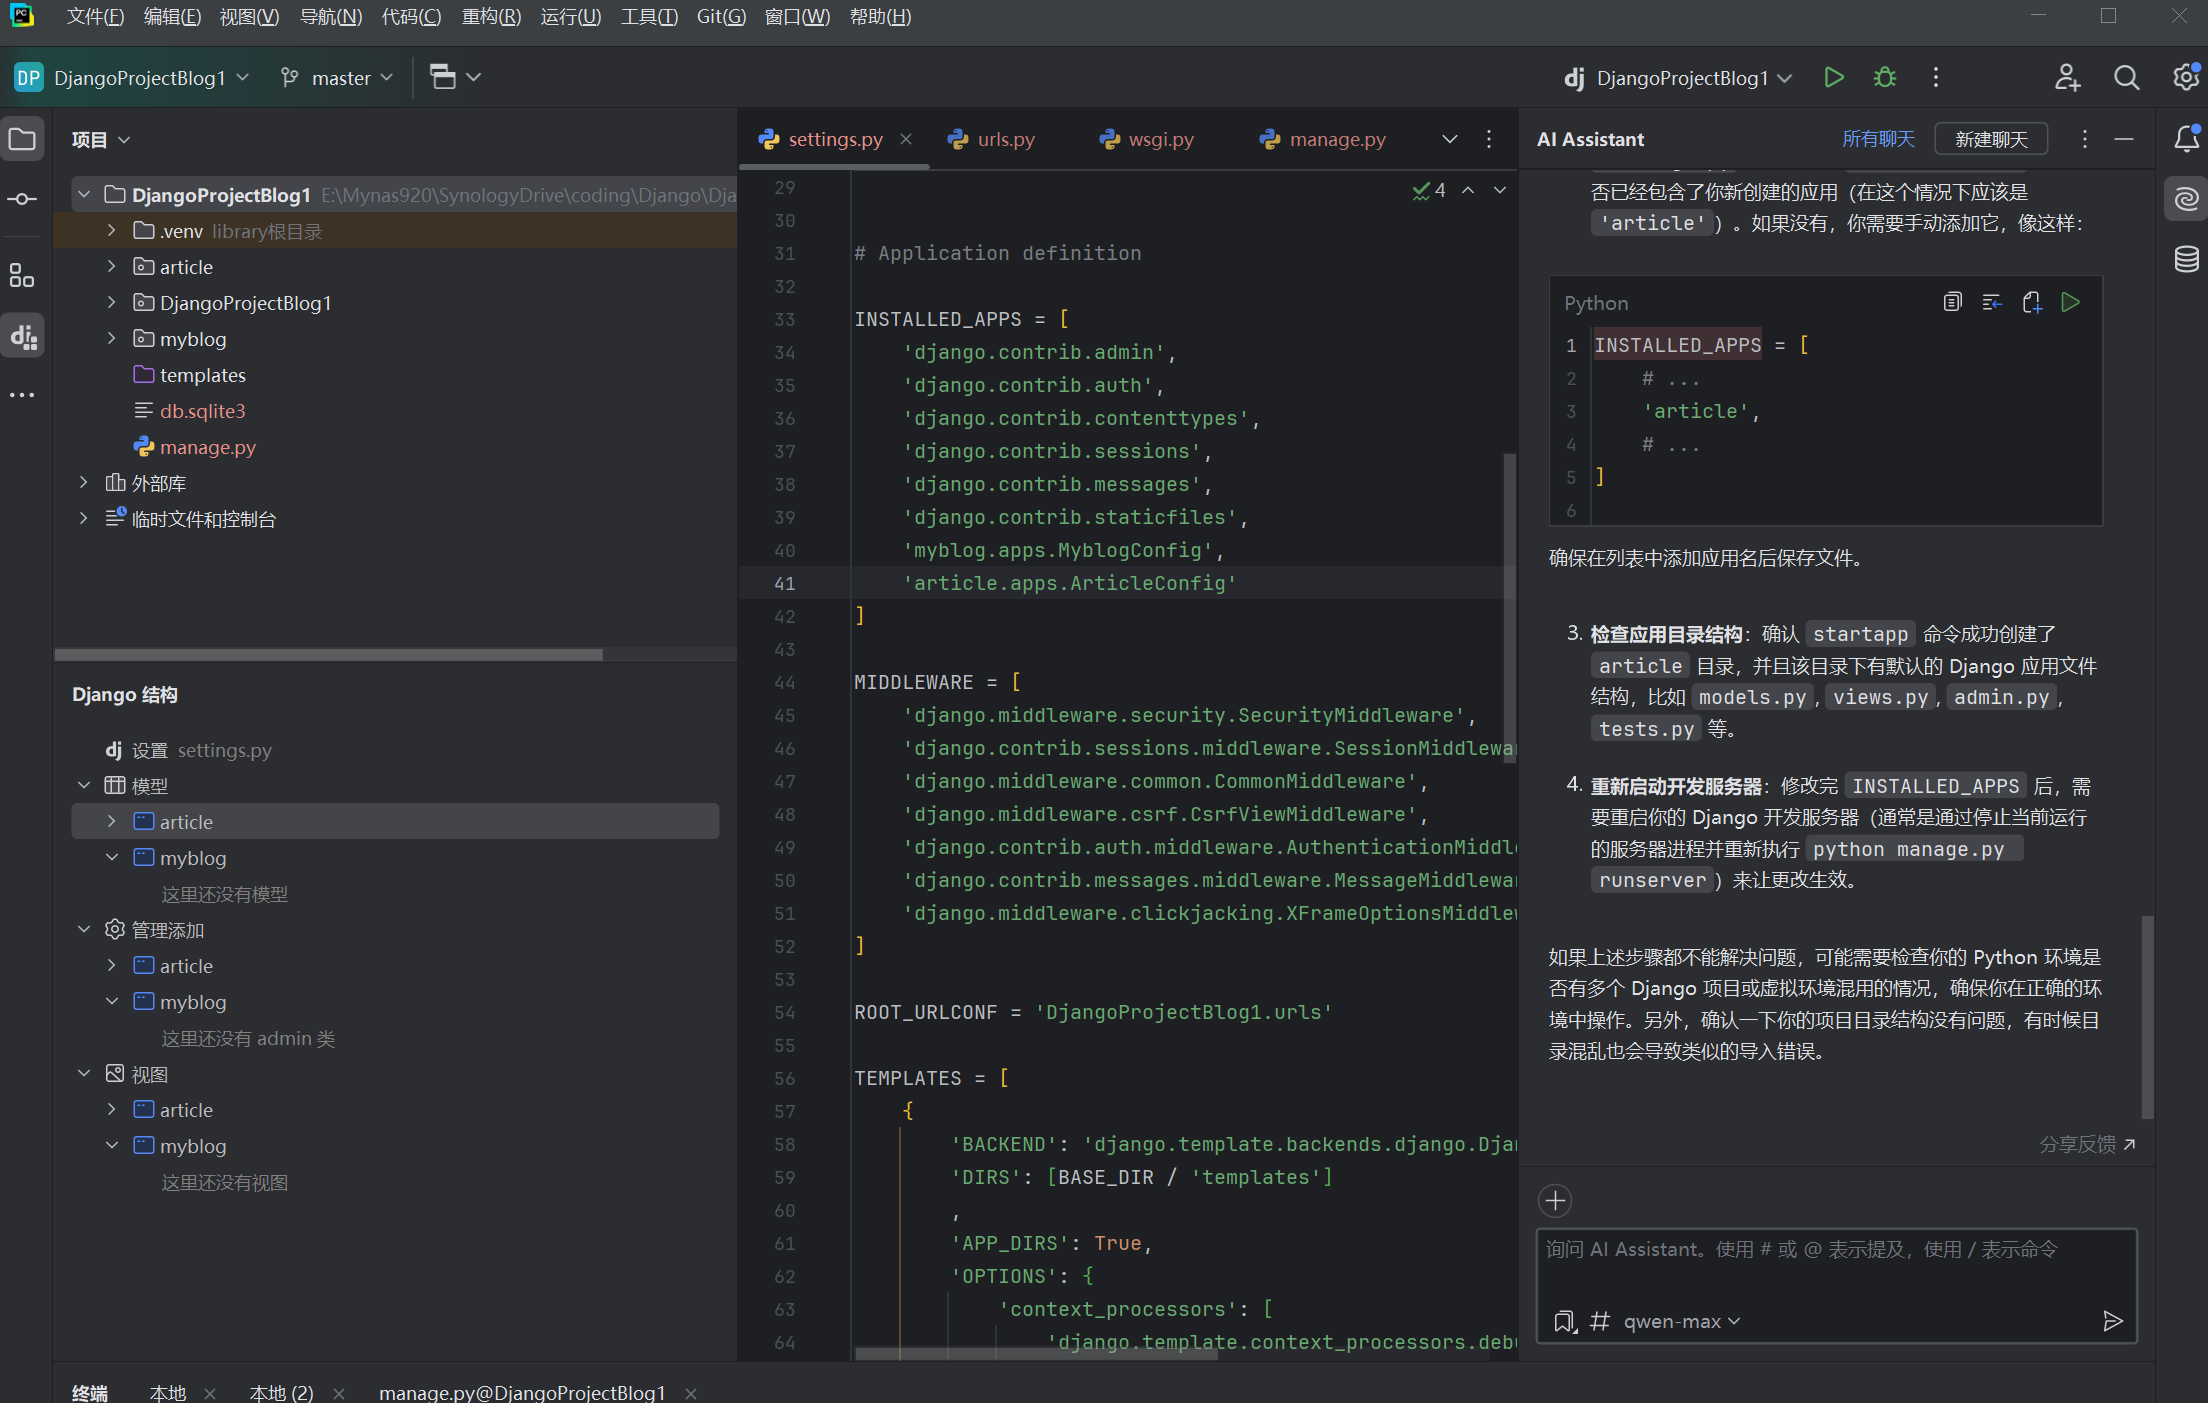 文件(F) 编辑(E) 视图(V) 导航(N) 代码(C) 重构(R) 运行(U) 工具(T) Git(G) 窗口(W) 帮助(H)
DP DjangoProjectBlog1 master
dj DjangoProjectBlog1
项目
DjangoProjectBlog1 E:\Mynas920\SynologyDrive\coding\Django\Dja
.venv library根目录
article
DjangoProjectBlog1
myblog
templates
db.sqlite3
manage.py
外部库
临时文件和控制台
Django 结构
dj 设置 settings.py
模型
article
myblog
这里还没有模型
管理添加
article
myblog
这里还没有 admin 类
视图
article
myblog
这里还没有视图
settings.py urls.py wsgi.py manage.py
4
29
30
31 # Application definition
32
33 INSTALLED_APPS = [
34 'django.contrib.admin',
35 'django.contrib.auth',
36 'django.contrib.contenttypes',
37 'django.contrib.sessions',
38 'django.contrib.messages',
39 'django.contrib.staticfiles',
40 'myblog.apps.MyblogConfig',
41 'article.apps.ArticleConfig'
42 ]
43
44 MIDDLEWARE = [
45 'django.middleware.security.SecurityMiddleware',
46 'django.contrib.sessions.middleware.SessionMiddlewa
47 'django.middleware.common.CommonMiddleware',
48 'django.middleware.csrf.CsrfViewMiddleware',
49 'django.contrib.auth.middleware.AuthenticationMiddl
50 'django.contrib.messages.middleware.MessageMiddlewa
51 'django.middleware.clickjacking.XFrameOptionsMiddle
52 ]
53
54 ROOT_URLCONF = 'DjangoProjectBlog1.urls'
55
56 TEMPLATES = [
57 {
58 'BACKEND': 'django.template.backends.django.Dja
59 'DIRS': [BASE_DIR / 'templates']
60 ,
61 'APP_DIRS': True,
62 'OPTIONS': {
63 'context_processors': [
64 'django.template.context_processors.deb
AI Assistant 所有聊天 新建聊天
否已经包含了你新创建的应用（在这个情况下应该是
'article'）。如果没有，你需要手动添加它，像这样：
Python
1 INSTALLED_APPS = [
2 # ...
3 'article',
4 # ...
5 ]
6
确保在列表中添加应用名后保存文件。
3. 检查应用目录结构：确认 startapp 命令成功创建了
article 目录，并且该目录下有默认的 Django 应用文件
结构，比如 models.py, views.py, admin.py,
tests.py 等。
4. 重新启动开发服务器：修改完 INSTALLED_APPS 后，需
要重启你的 Django 开发服务器（通常是通过停止当前运行
的服务器进程并重新执行 python manage.py
runserver）来让更改生效。
如果上述步骤都不能解决问题，可能需要检查你的 Python 环境是
否有多个 Django 项目或虚拟环境混用的情况，确保你在正确的环
境中操作。另外，确认一下你的项目目录结构没有问题，有时候目
录混乱也会导致类似的导入错误。
分享反馈
询问 AI Assistant。使用 # 或 @ 表示提及，使用 / 表示命令
qwen-max
终端 本地 本地 (2) manage.py@DjangoProjectBlog1